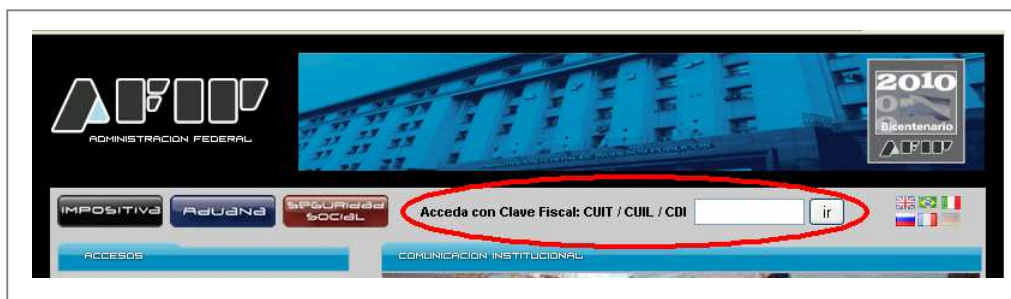 AFIP
ADMINISTRACION FEDERAL
2010
Bicentenario
AFIP
IMPOSITIVA
ADUANA
SEGURIDAD
SOCIAL
Acceda con Clave Fiscal: CUIT / CUIL / CDI
ir
ACCESOS
COMUNICACION INSTITUCIONAL